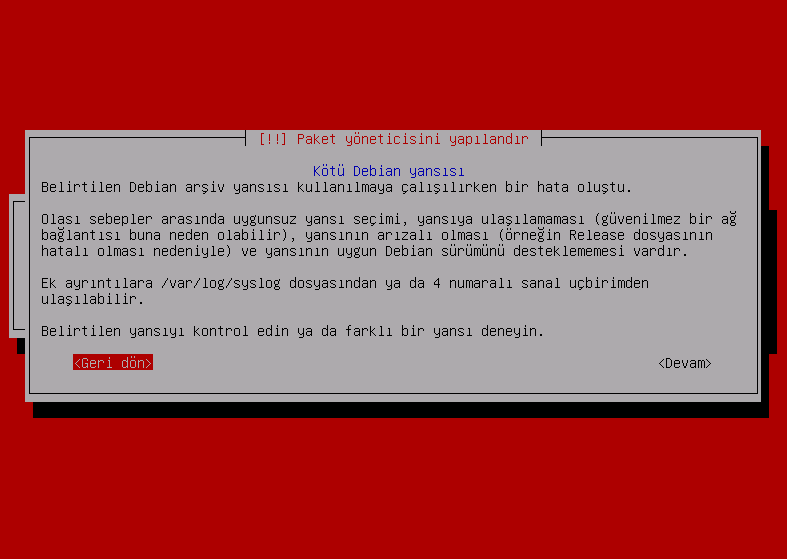 [!!] Paket yöneticisini yapılandır
Kötü Debian yansısı
Belirtilen Debian arşiv yansısı kullanılmaya çalışılırken bir hata oluştu.
Olası sebepler arasında uygunsuz yansı seçimi, yansıya ulaşılamaması (güvenilmez bir ağ
bağlantısı buna neden olabilir), yansının arızalı olması (örneğin Release dosyasının
hatalı olması nedeniyle) ve yansının uygun Debian sürümünü desteklememesi vardır.
Ek ayrıntılara /var/log/syslog dosyasından ya da 4 numaralı sanal uçbirimden
ulaşılabilir.
Belirtilen yansıyı kontrol edin ya da farklı bir yansı deneyin.
<Geri dön> <Devam>